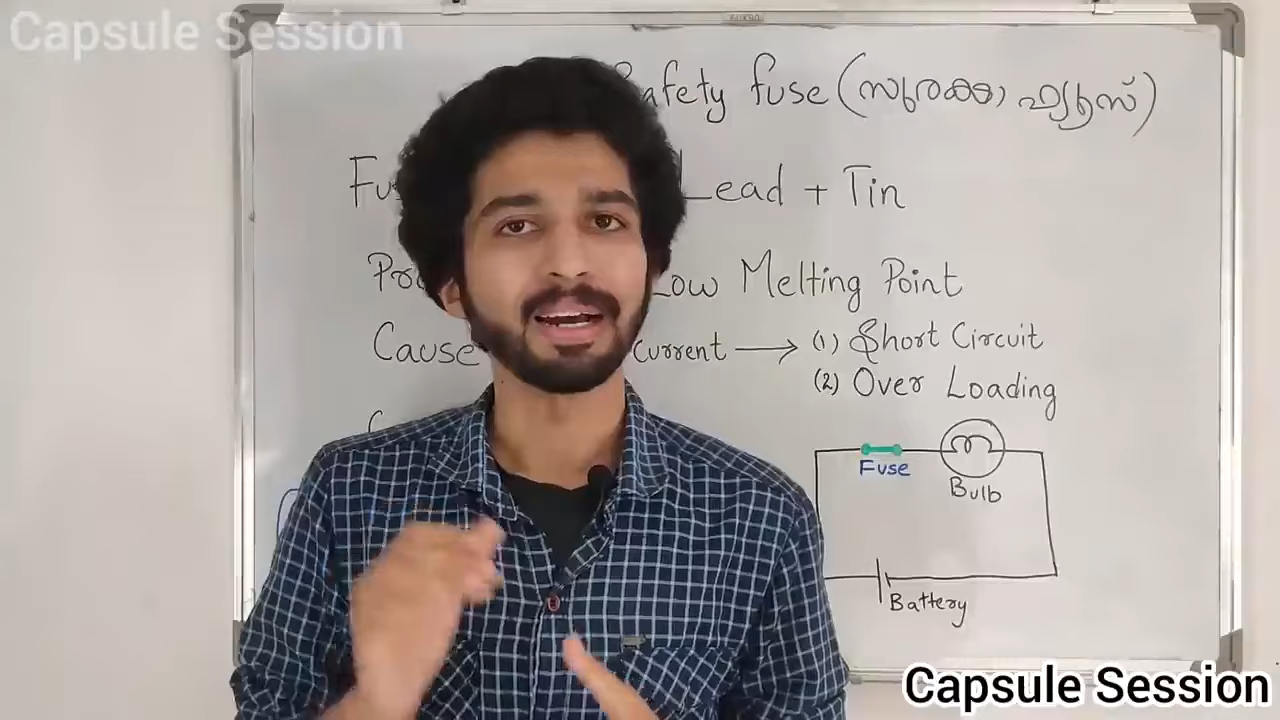 Capsule Session
Safety fuse (സുരക്ഷാ ഫ്യൂസ്)
Lead + Tin
Low Melting Point
Cause current → (1) Short Circuit
(2) Over Loading
Fuse
Bulb
Battery
Capsule Session